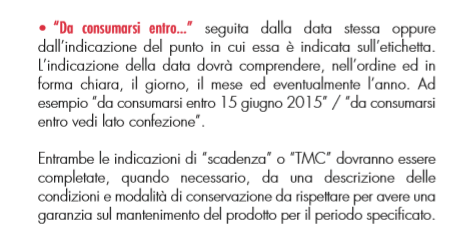 • “Da consumarsi entro...” seguita dalla data stessa oppure
dall’indicazione del punto in cui essa è indicata sull’etichetta.
L’indicazione della data dovrà comprendere, nell’ordine ed in
forma chiara, il giorno, il mese ed eventualmente l’anno. Ad
esempio “da consumarsi entro 15 giugno 2015” / “da consumarsi
entro vedi lato confezione”.
Entrambe le indicazioni di “scadenza” o “TMC” dovranno essere
completate, quando necessario, da una descrizione delle
condizioni e modalità di conservazione da rispettare per avere una
garanzia sul mantenimento del prodotto per il periodo specificato.